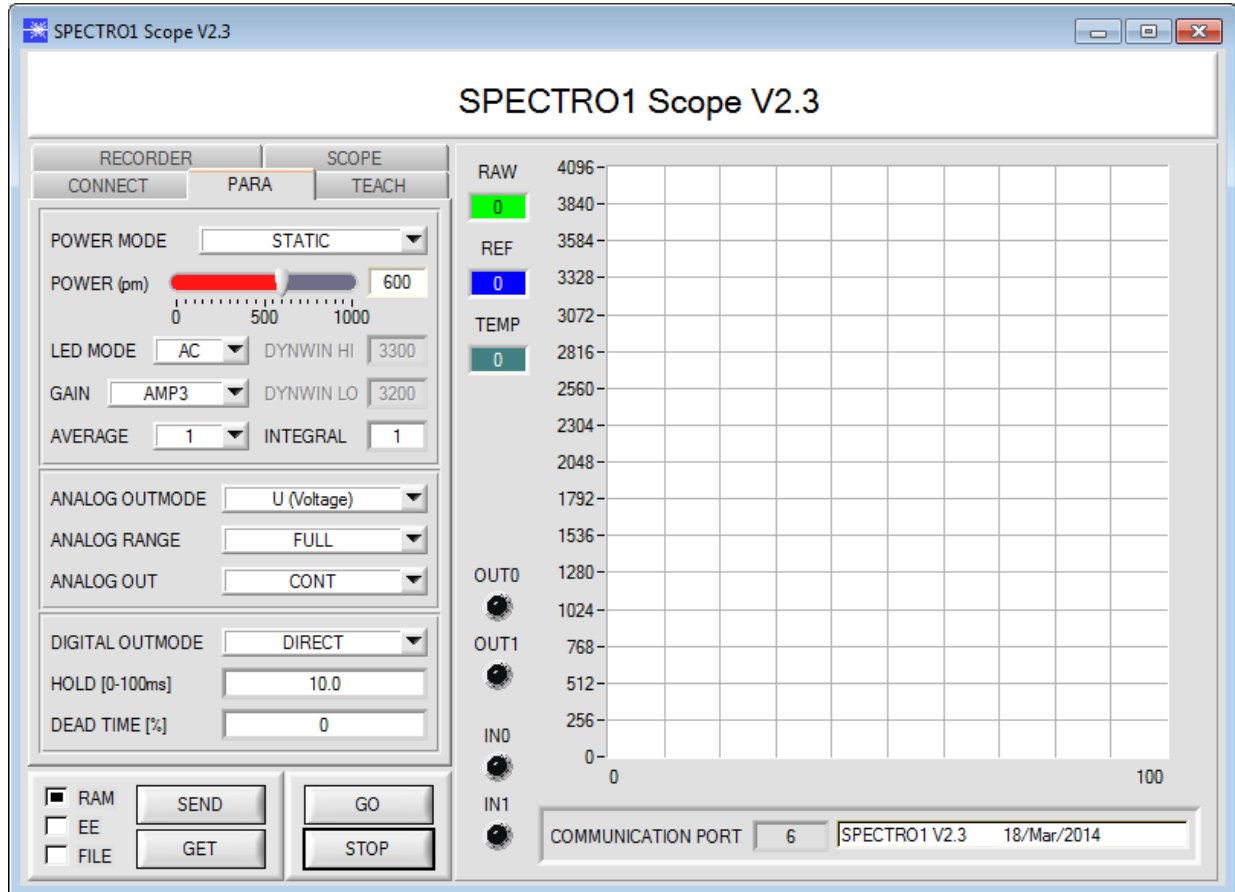 SPECTRO1 Scope V2.3
SPECTRO1 Scope V2.3
RECORDER SCOPE
CONNECT PARA TEACH
POWER MODE STATIC
POWER (pm) 600
0 500 1000
LED MODE AC DYNWIN HI 3300
GAIN AMP3 DYNWIN LO 3200
AVERAGE 1 INTEGRAL 1
ANALOG OUTMODE U (Voltage)
ANALOG RANGE FULL
ANALOG OUT CONT
DIGITAL OUTMODE DIRECT
HOLD [0-100ms] 10.0
DEAD TIME [%] 0
RAM SEND GO
EE
FILE GET STOP
RAW
0
REF
0
TEMP
0
OUT0
OUT1
IN0
IN1
4096
3840
3584
3328
3072
2816
2560
2304
2048
1792
1536
1280
1024
768
512
256
0
0 100
COMMUNICATION PORT 6 SPECTRO1 V2.3 18/Mar/2014